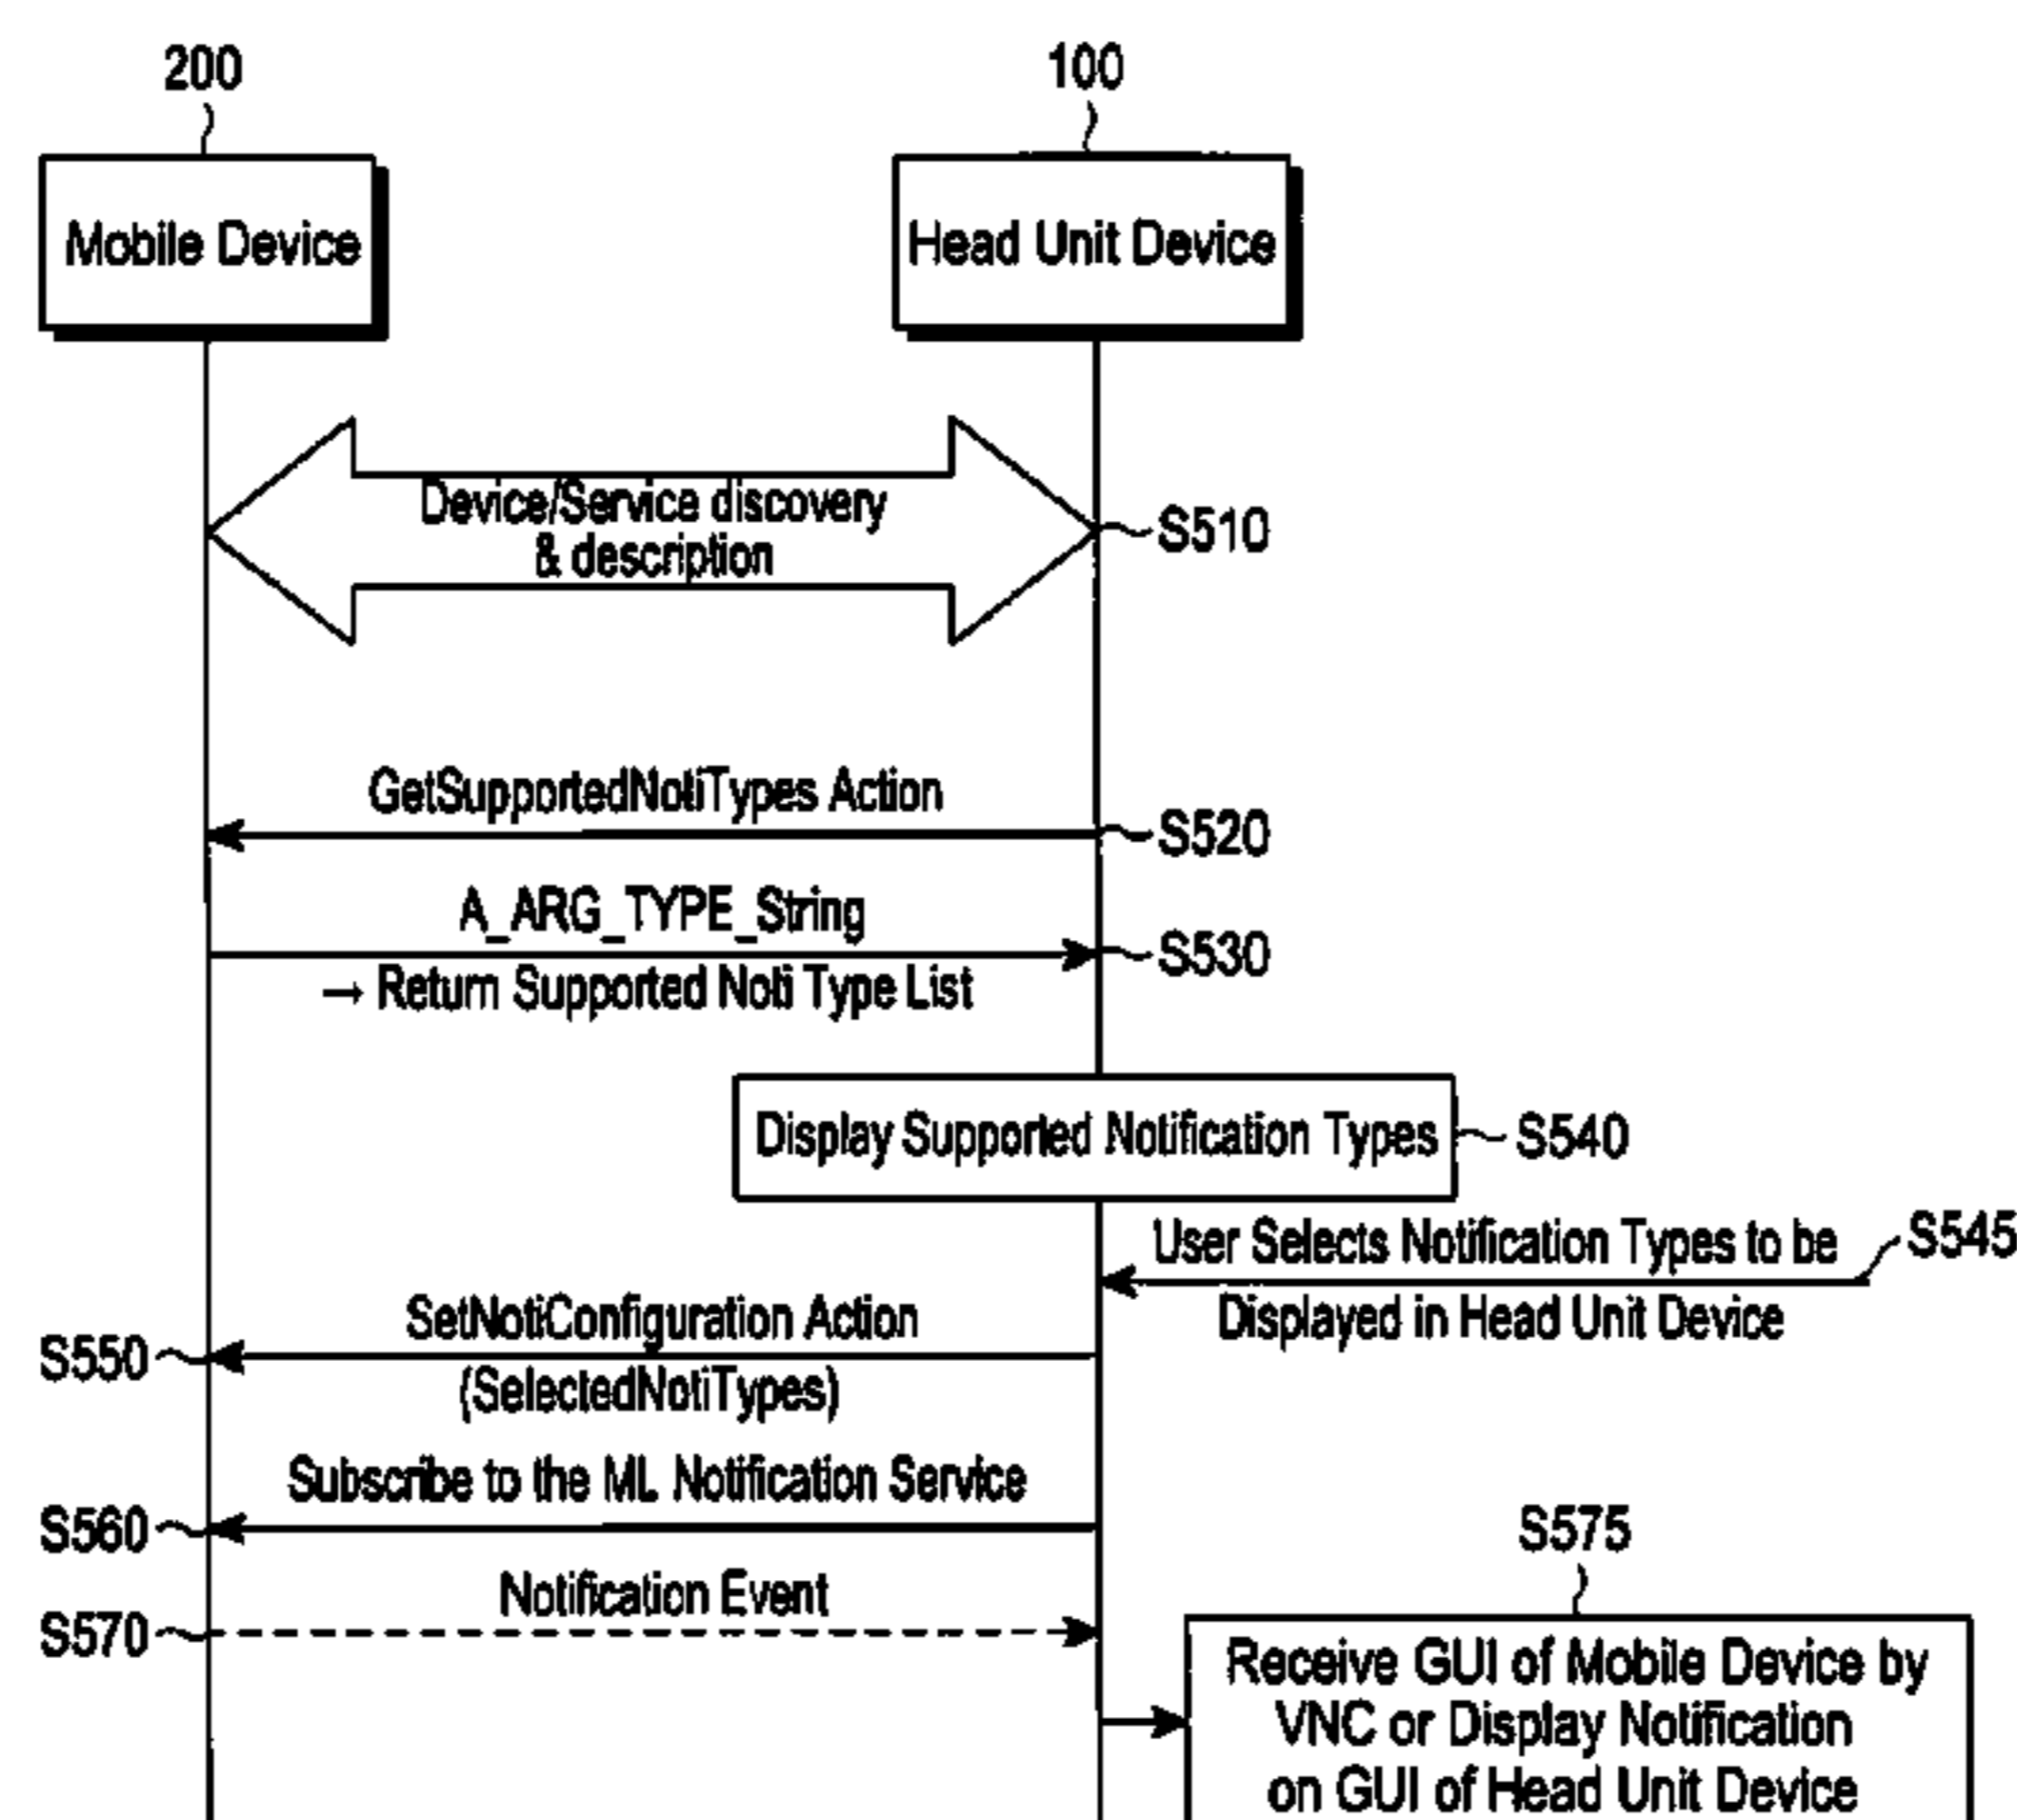 200
100
Mobile Device
Head Unit Device
Device/Service discovery
& description
S510
GetSupportedNotiTypes Action
S520
A_ARG_TYPE_String
S530
→ Return Supported Noti Type List
Display Supported Notification Types
S540
User Selects Notification Types to be
S545
Displayed in Head Unit Device
SetNotiConfiguration Action
S550
(SelectedNotiTypes)
Subscribe to the ML Notification Service
S560
S575
Notification Event
S570
Receive GUI of Mobile Device by
VNC or Display Notification
on GUI of Head Unit Device